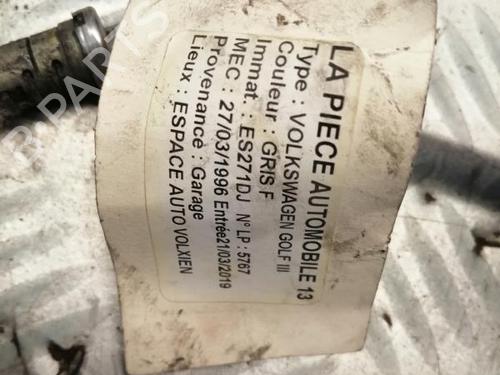 LA PIECE AUTOMOBILE 13
Type : VOLKSWAGEN GOLF III
Couleur : GRIS F
Immat. : ES271DJ N° LP : 5767
MEC : 27/03/1996 Entrée21/03/2019
Provenance : Garage
Lieux : ESPACE AUTO VOLXIEN